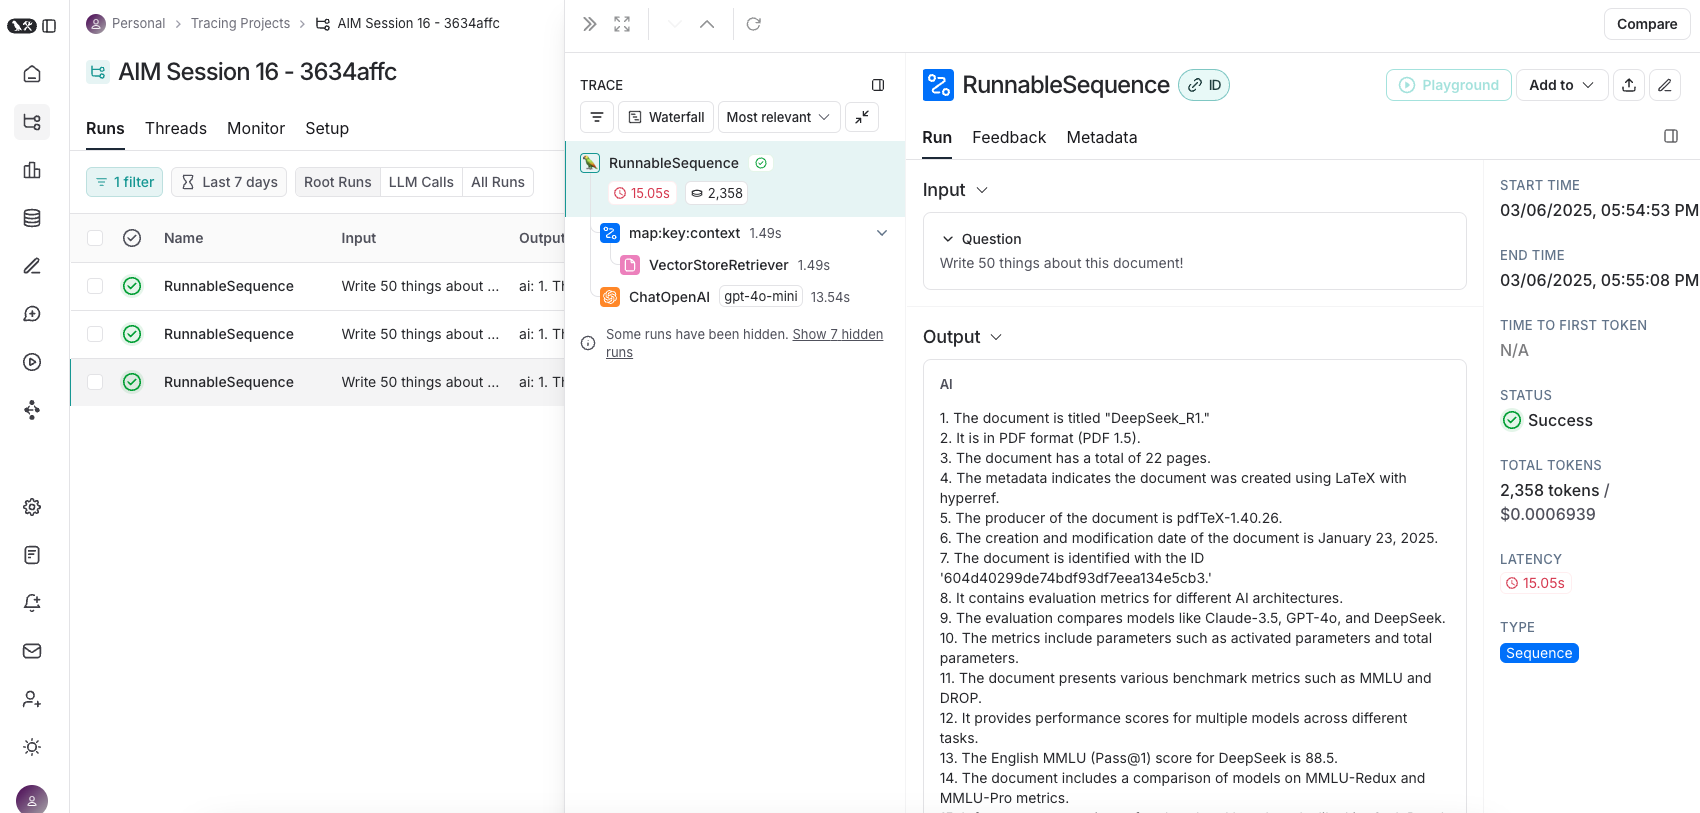 Personal > Tracing Projects > AIM Session 16 - 3634affc
AIM Session 16 - 3634affc
Runs Threads Monitor Setup
1 filter Last 7 days Root Runs LLM Calls All Runs
Name Input Output
RunnableSequence Write 50 things about ... ai: 1. Th
RunnableSequence Write 50 things about ... ai: 1. Th
RunnableSequence Write 50 things about ... ai: 1. Th
Compare
TRACE
Waterfall Most relevant
RunnableSequence
15.05s 2,358
map:key:context 1.49s
VectorStoreRetriever 1.49s
ChatOpenAI gpt-4o-mini 13.54s
Some runs have been hidden. Show 7 hidden
runs
RunnableSequence ID
Playground Add to
Run Feedback Metadata
Input
Question
Write 50 things about this document!
Output
AI
1. The document is titled "DeepSeek_R1."
2. It is in PDF format (PDF 1.5).
3. The document has a total of 22 pages.
4. The metadata indicates the document was created using LaTeX with
hyperref.
5. The producer of the document is pdfTeX-1.40.26.
6. The creation and modification date of the document is January 23, 2025.
7. The document is identified with the ID
'604d40299de74bdf93df7eea134e5cb3.'
8. It contains evaluation metrics for different AI architectures.
9. The evaluation compares models like Claude-3.5, GPT-4o, and DeepSeek.
10. The metrics include parameters such as activated parameters and total
parameters.
11. The document presents various benchmark metrics such as MMLU and
DROP.
12. It provides performance scores for multiple models across different
tasks.
13. The English MMLU (Pass@1) score for DeepSeek is 88.5.
14. The document includes a comparison of models on MMLU-Redux and
MMLU-Pro metrics.
START TIME
03/06/2025, 05:54:53 PM
END TIME
03/06/2025, 05:55:08 PM
TIME TO FIRST TOKEN
N/A
STATUS
Success
TOTAL TOKENS
2,358 tokens /
$0.0006939
LATENCY
15.05s
TYPE
Sequence